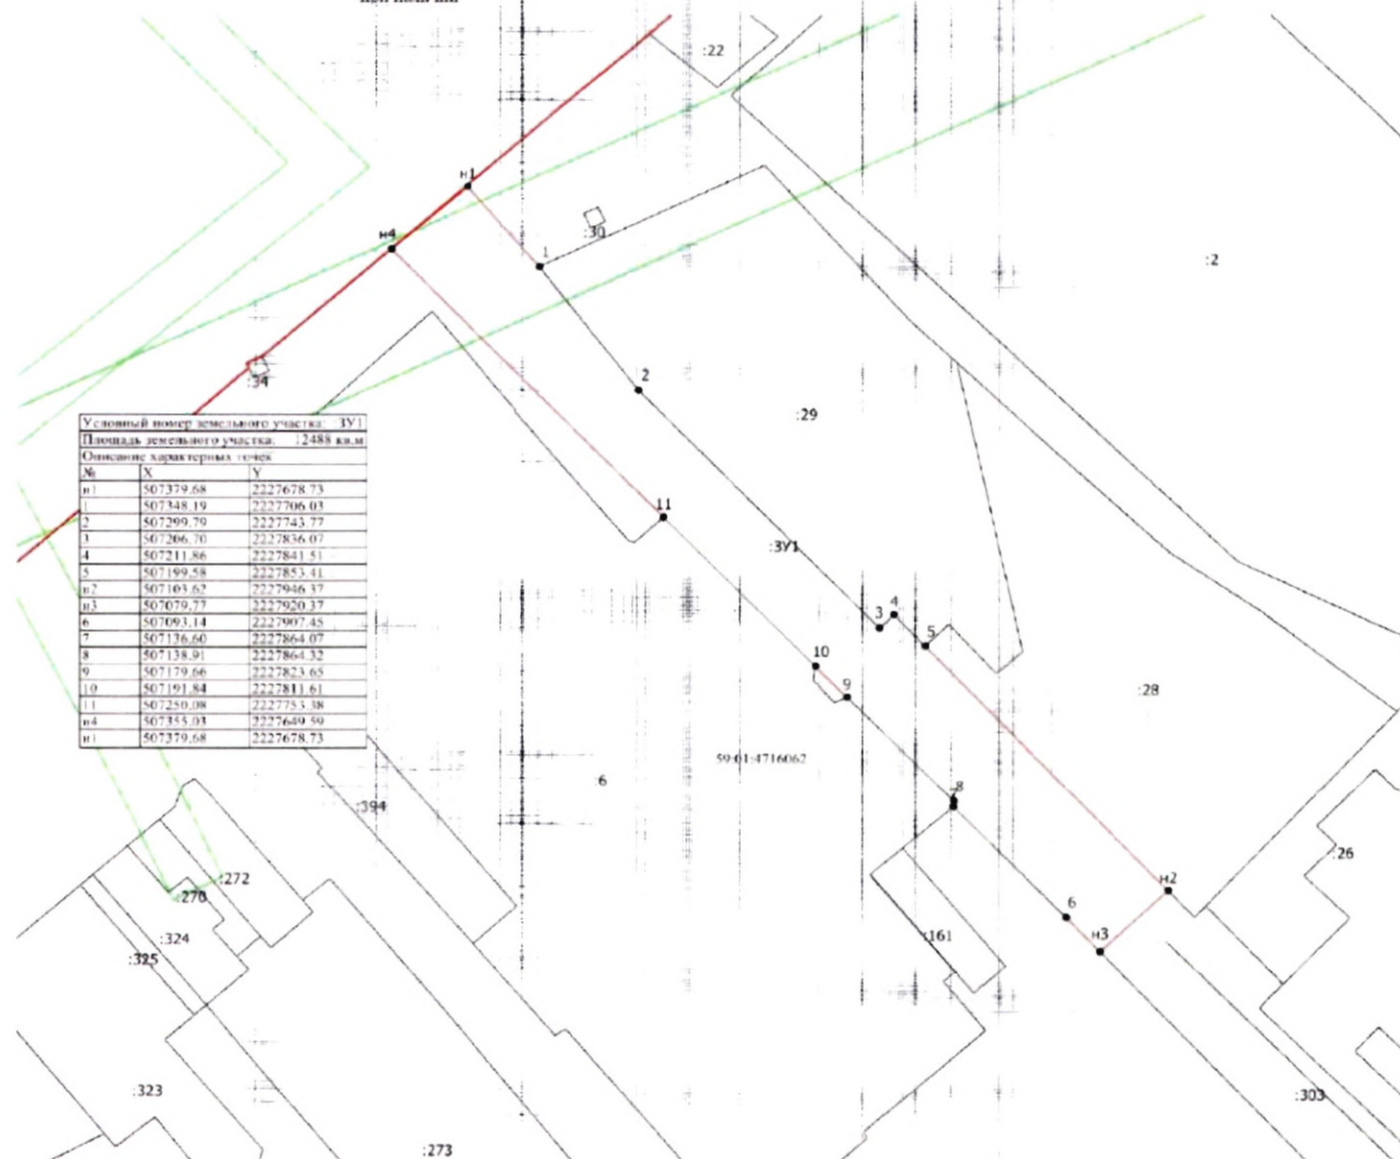 :22
н1
:30
н4
1
:2
:34
2
:29
Условный номер земельного участка: ЗУ1
Площадь земельного участка: 12488 кв.м
Описание характерных точек
№ X Y
н1 507379.68 2227678.73
1 507348.19 2227706.03
2 507299.79 2227743.77
3 507206.70 2227836.07
4 507211.86 2227841.51
5 507199.58 2227853.41
н2 507103.62 2227946.37
н3 507079.77 2227920.37
6 507093.14 2227907.45
7 507136.60 2227864.07
8 507138.91 2227864.32
9 507179.66 2227823.65
10 507191.84 2227811.61
11 507250.08 2227753.38
н4 507355.03 2227649.59
н1 507379.68 2227678.73
11
:ЗУ1
3
4
5
10
9
:28
59:01:4716062
:6
8
:394
:26
:272
:270
н2
6
н3
:324
:325
:161
:323
:303
:273